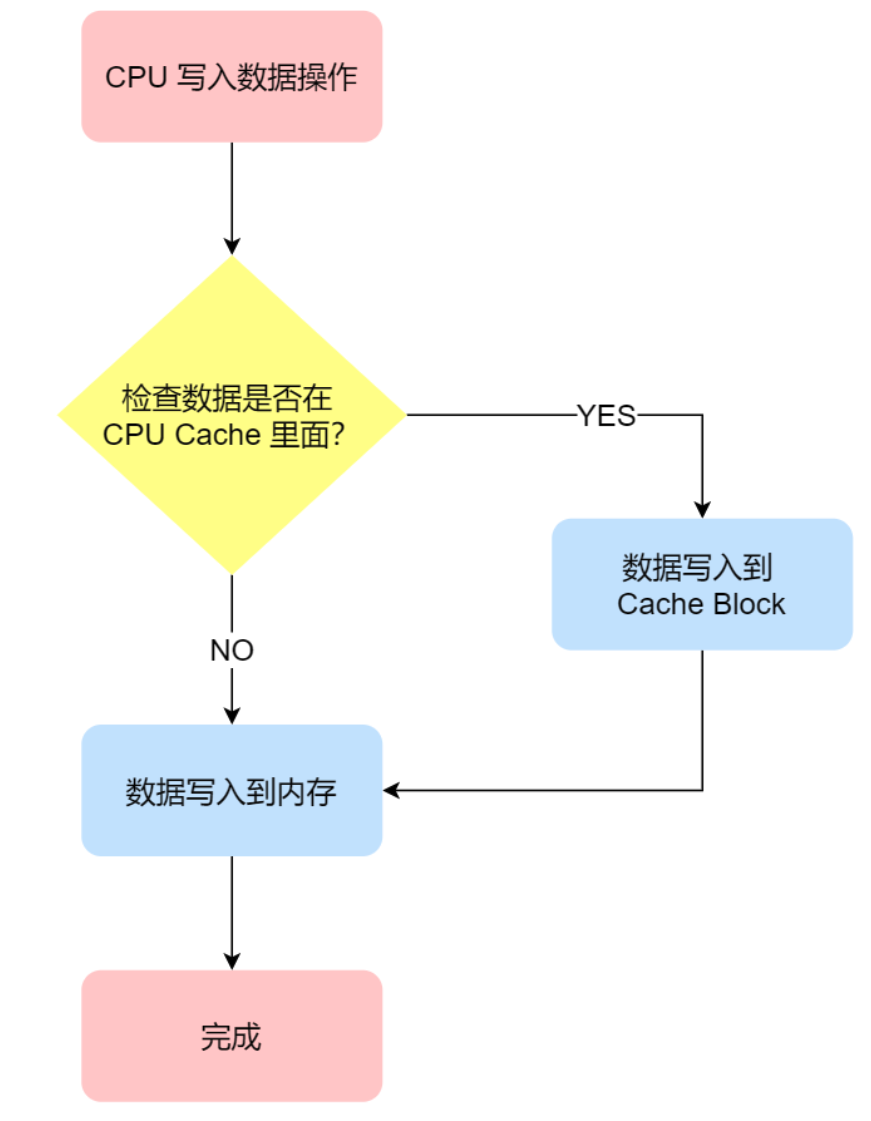 CPU 写入数据操作
检查数据是否在
CPU Cache 里面?
YES
数据写入到
Cache Block
NO
数据写入到内存
完成